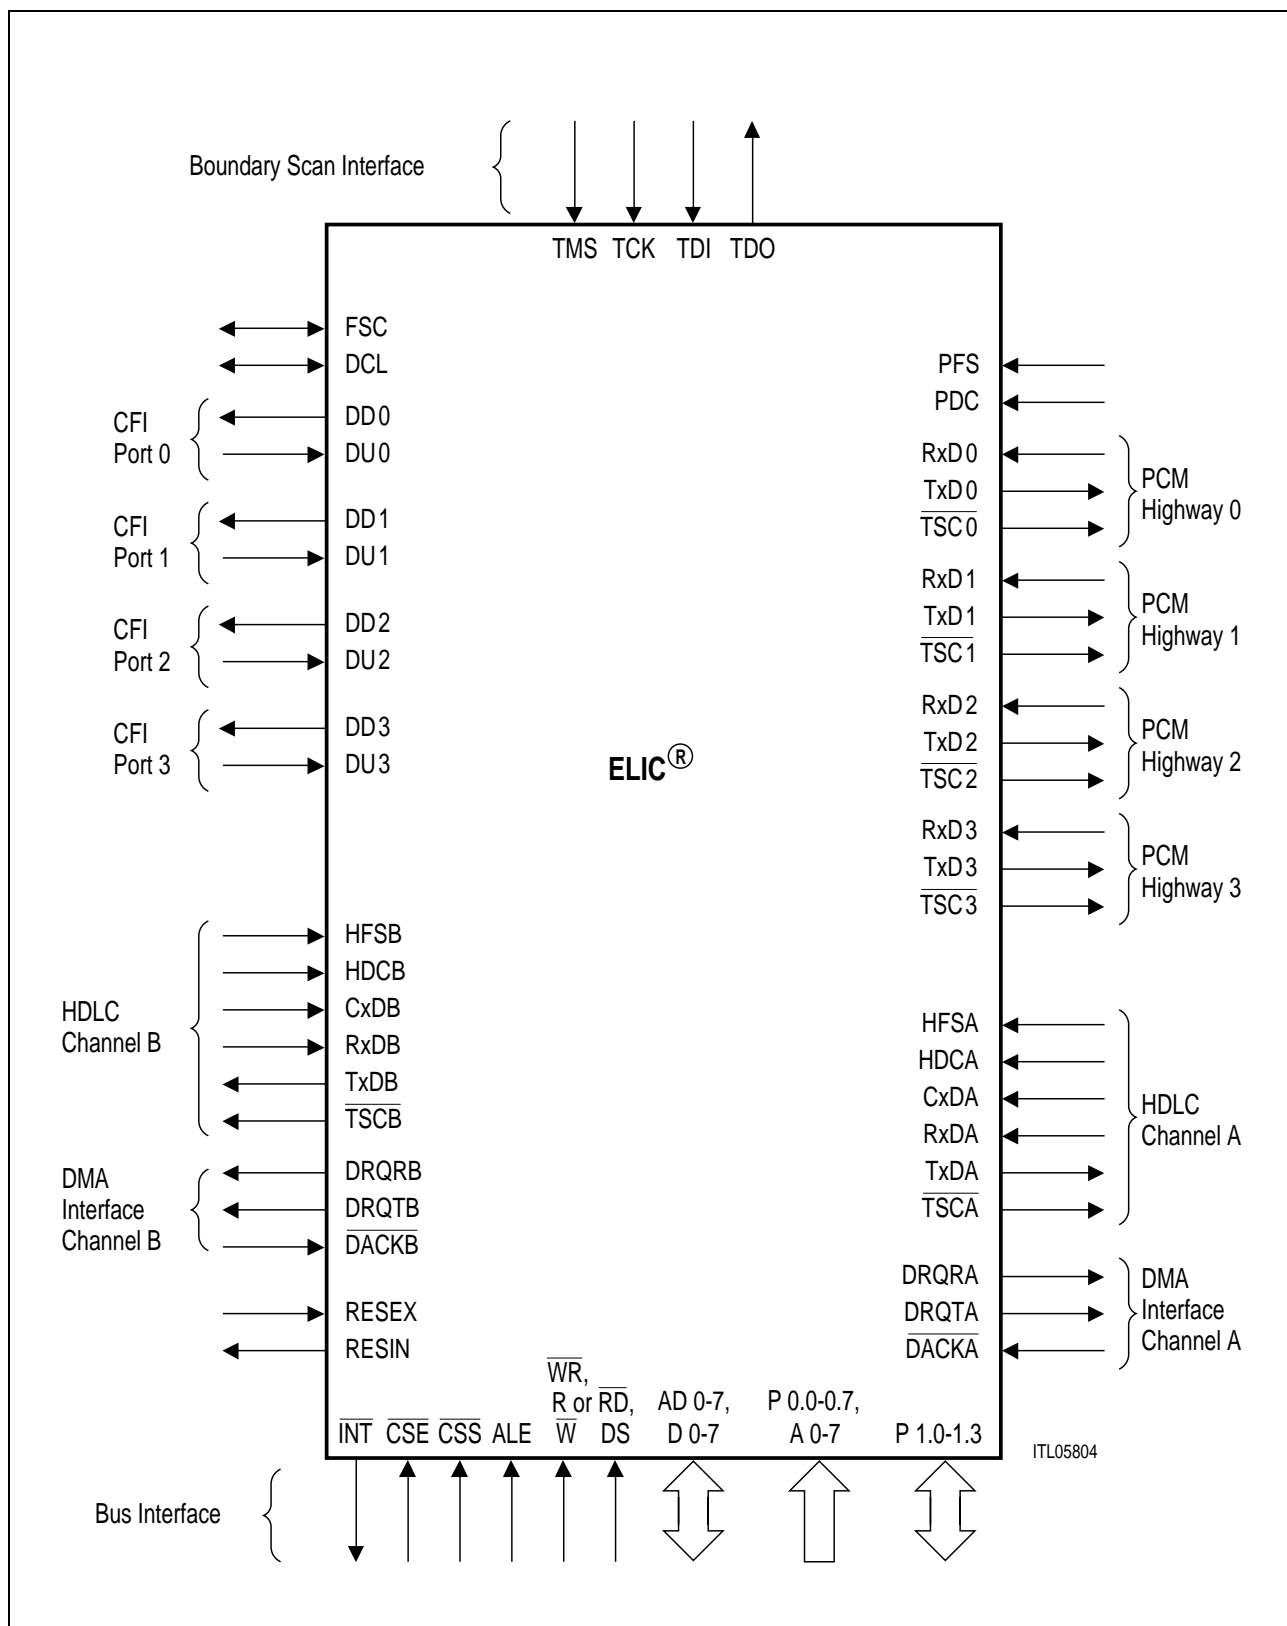 Boundary Scan Interface
TMS TCK TDI TDO
FSC
DCL
CFI
Port 0
DD0
DU0
CFI
Port 1
DD1
DU1
CFI
Port 2
DD2
DU2
CFI
Port 3
DD3
DU3
ELIC®
PFS
PDC
RxD0
TxD0
TSC0
PCM
Highway 0
RxD1
TxD1
TSC1
PCM
Highway 1
RxD2
TxD2
TSC2
PCM
Highway 2
RxD3
TxD3
TSC3
PCM
Highway 3
HDLC
Channel B
HFSB
HDCB
CxDB
RxDB
TxDB
TSCB
DMA
Interface
Channel B
DRQRB
DRQTB
DACKB
RESEX
RESIN
HFSA
HDCA
CxDA
RxDA
TxDA
TSCA
HDLC
Channel A
DRQRA
DRQTA
DACKA
DMA
Interface
Channel A
WR,
R or RD, AD 0-7, P 0.0-0.7,
INT CSE CSS ALE W DS D 0-7 A 0-7 P 1.0-1.3
ITL05804
Bus Interface